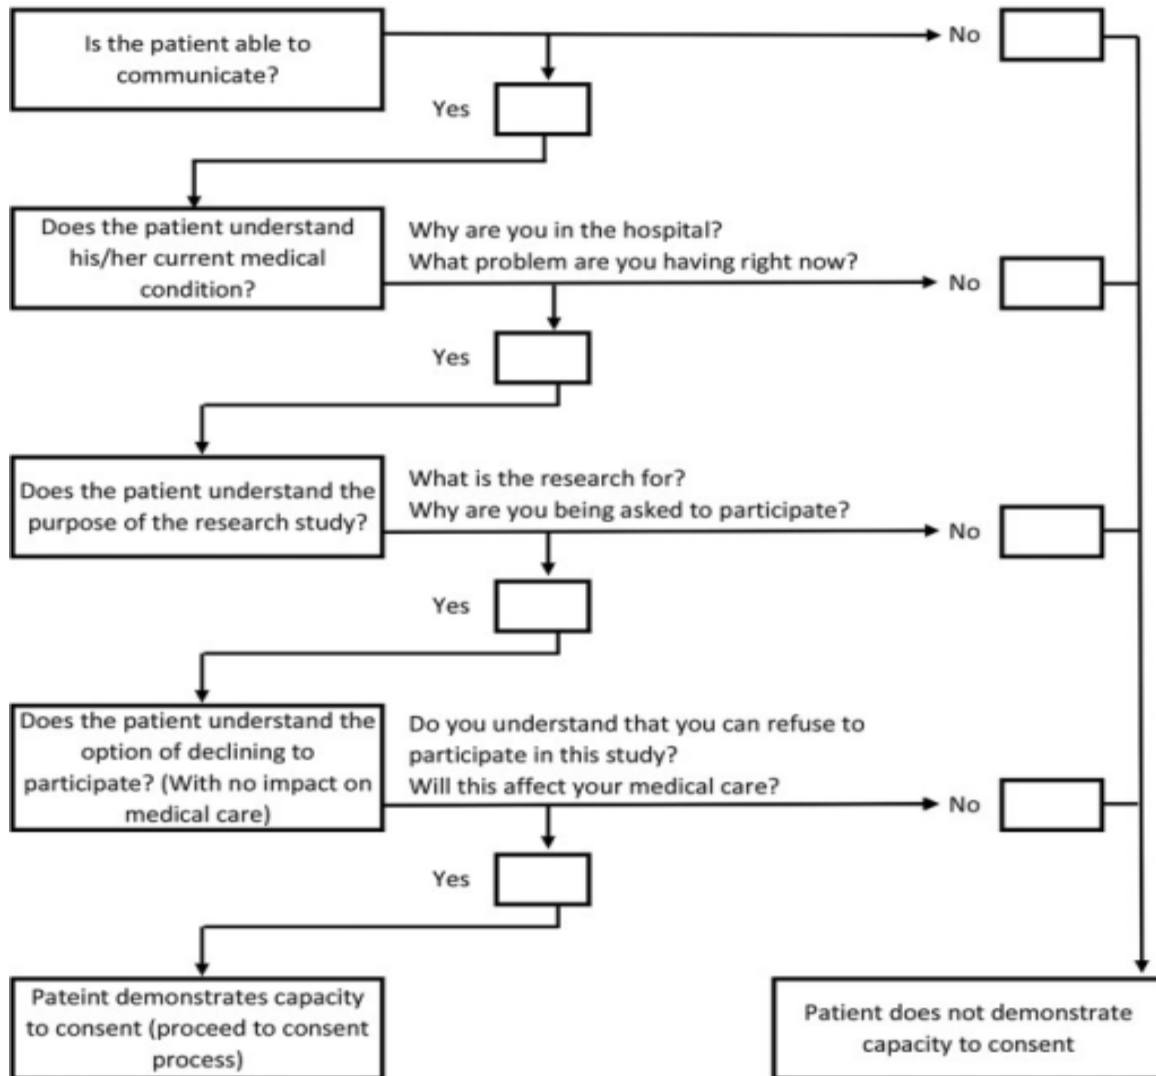 Is the patient able to
communicate?
No
Yes
Does the patient understand
his/her current medical
condition?
Why are you in the hospital?
What problem are you having right now?
No
Yes
Does the patient understand the
purpose of the research study?
What is the research for?
Why are you being asked to participate?
No
Yes
Does the patient understand the
option of declining to
participate? (With no impact on
medical care)
Do you understand that you can refuse to
participate in this study?
Will this affect your medical care?
No
Yes
Pateint demonstrates capacity
to consent (proceed to consent
process)
Patient does not demonstrate
capacity to consent